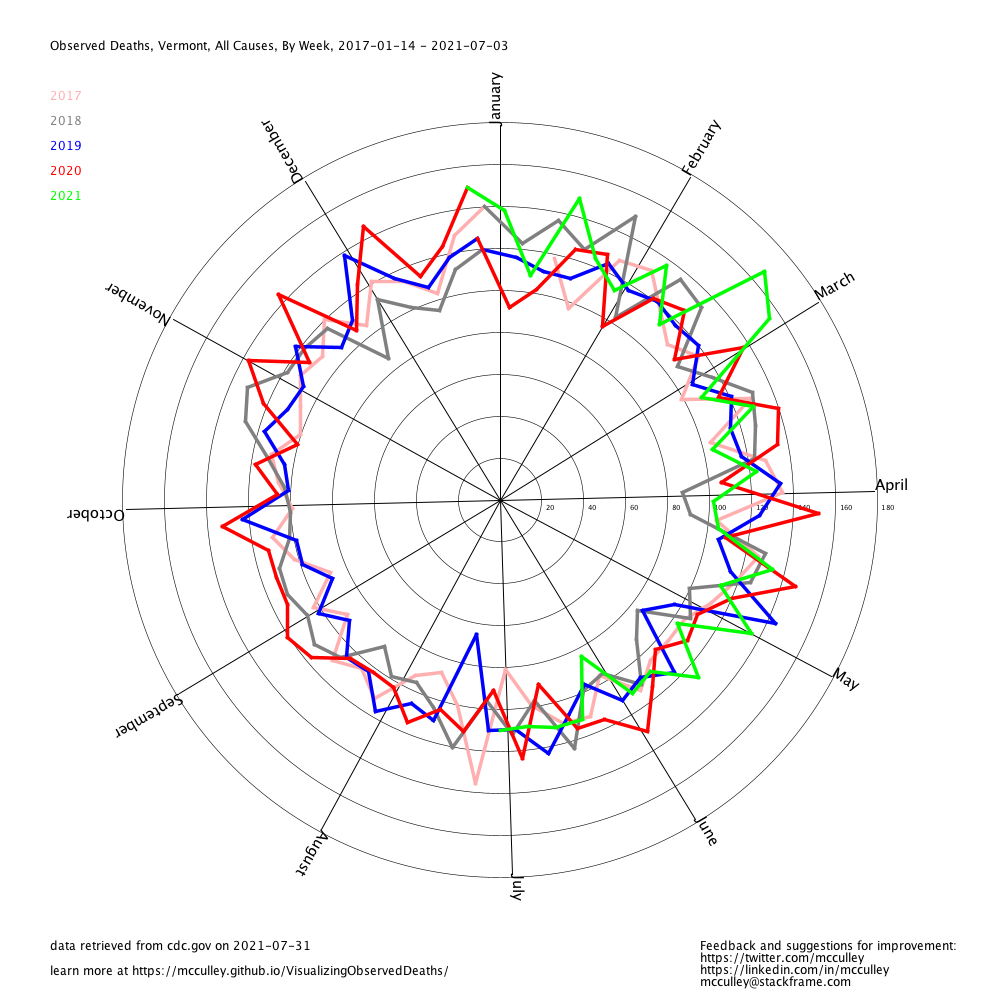 Observed Deaths, Vermont, All Causes, By Week, 2017-01-14 - 2021-07-03
2017
2018
2019
2020
2021
January
February
March
April
May
June
July
August
September
October
November
December
20 40 60 80 100 120 140 160 180
data retrieved from cdc.gov on 2021-07-31
learn more at https://mcculley.github.io/VisualizingObservedDeaths/
Feedback and suggestions for improvement:
https://twitter.com/mcculley
https://linkedin.com/in/mcculley
mcculley@stackframe.com